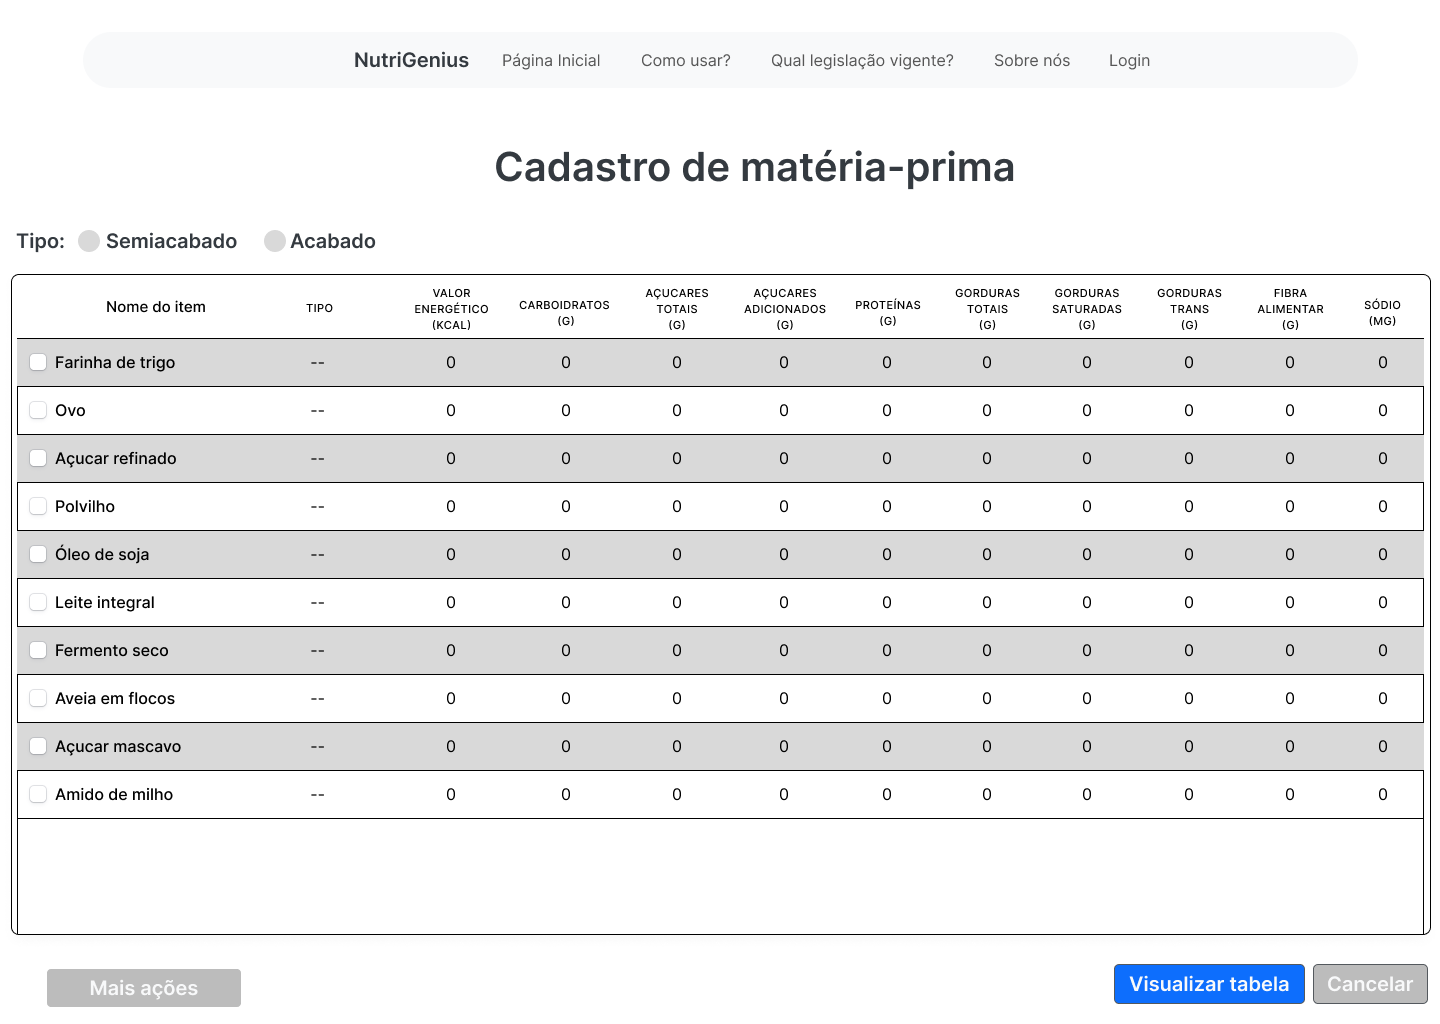 NutriGenius Página Inicial Como usar? Qual legislação vigente? Sobre nós Login
Cadastro de matéria-prima
Tipo: Semiacabado Acabado
Nome do item TIPO VALOR ENERGÉTICO (KCAL) CARBOIDRATOS (G) AÇUCARES TOTAIS (G) AÇUCARES ADICIONADOS (G) PROTEÍNAS (G) GORDURAS TOTAIS (G) GORDURAS SATURADAS (G) GORDURAS TRANS (G) FIBRA ALIMENTAR (G) SÓDIO (MG)
Farinha de trigo -- 0 0 0 0 0 0 0 0 0 0
Ovo -- 0 0 0 0 0 0 0 0 0 0
Açucar refinado -- 0 0 0 0 0 0 0 0 0 0
Polvilho -- 0 0 0 0 0 0 0 0 0 0
Óleo de soja -- 0 0 0 0 0 0 0 0 0 0
Leite integral -- 0 0 0 0 0 0 0 0 0 0
Fermento seco -- 0 0 0 0 0 0 0 0 0 0
Aveia em flocos -- 0 0 0 0 0 0 0 0 0 0
Açucar mascavo -- 0 0 0 0 0 0 0 0 0 0
Amido de milho -- 0 0 0 0 0 0 0 0 0 0
Mais ações Visualizar tabela Cancelar